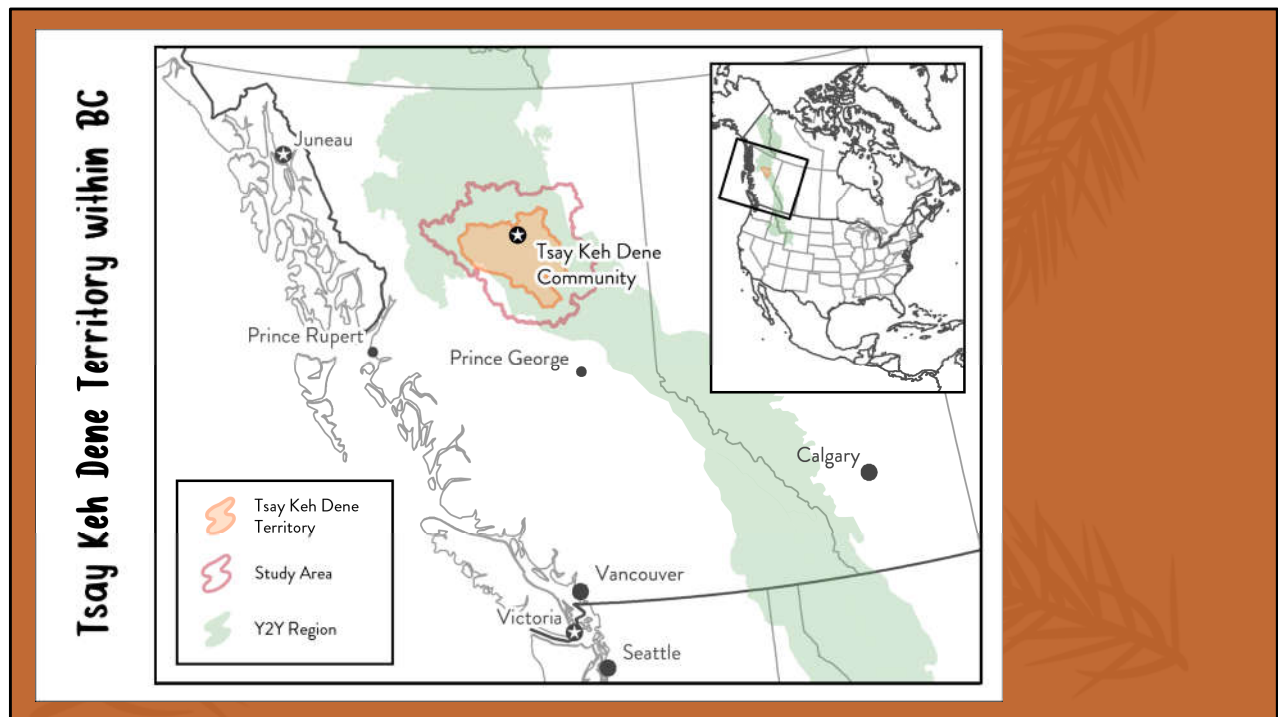 Tsay Keh Dene Territory within BC
Juneau
Tsay Keh Dene
Community
Prince Rupert
Prince George
Calgary
Tsay Keh Dene
Territory
Study Area
Y2Y Region
Vancouver
Victoria
Seattle